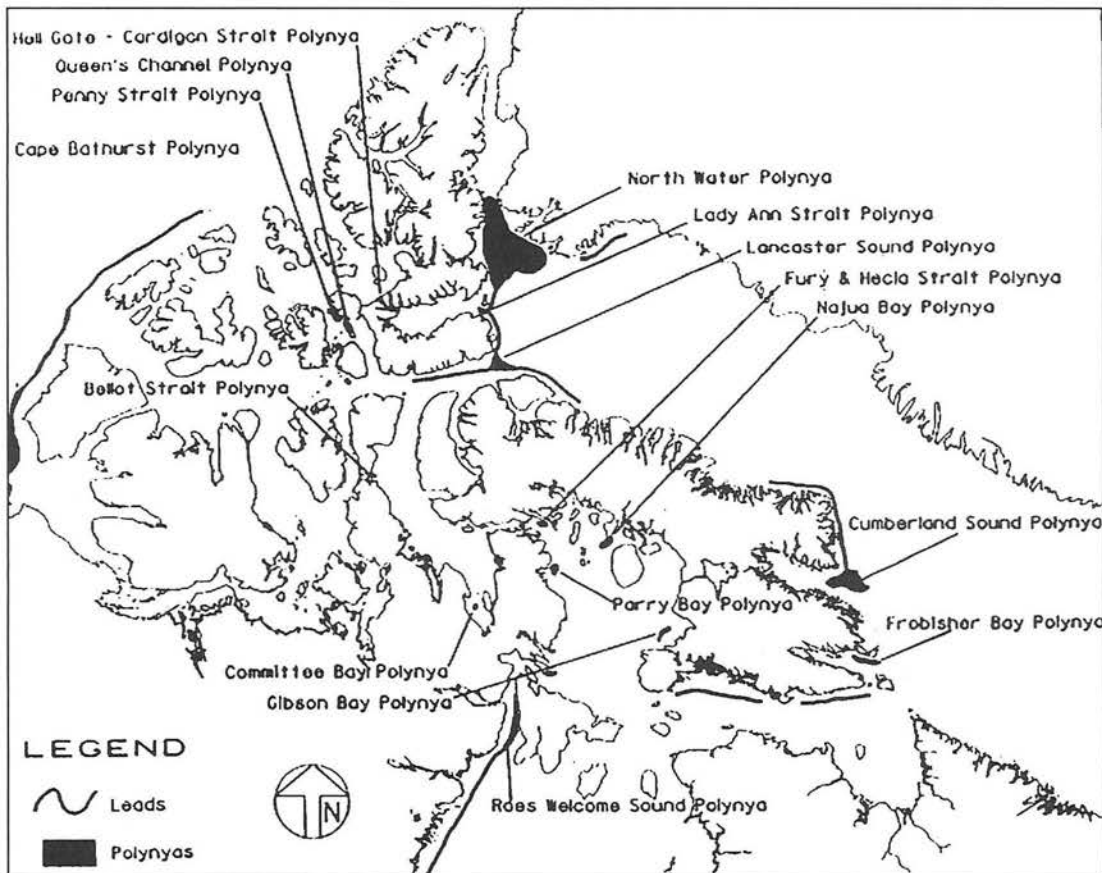 Hall Gate - Cardigan Strait Polynya
Queen's Channel Polynya
Penny Strait Polynya
Cape Bathurst Polynya
North Water Polynya
Lady Ann Strait Polynya
Lancaster Sound Polynya
Fury & Hecla Strait Polynya
Najua Bay Polynya
Bellot Strait Polynya
Cumberland Sound Polynya
Parry Bay Polynya
Frobisher Bay Polynya
Committee Bay Polynya
Gibson Bay Polynya
LEGEND
Leads
N
Roes Welcome Sound Polynya
Polynyas